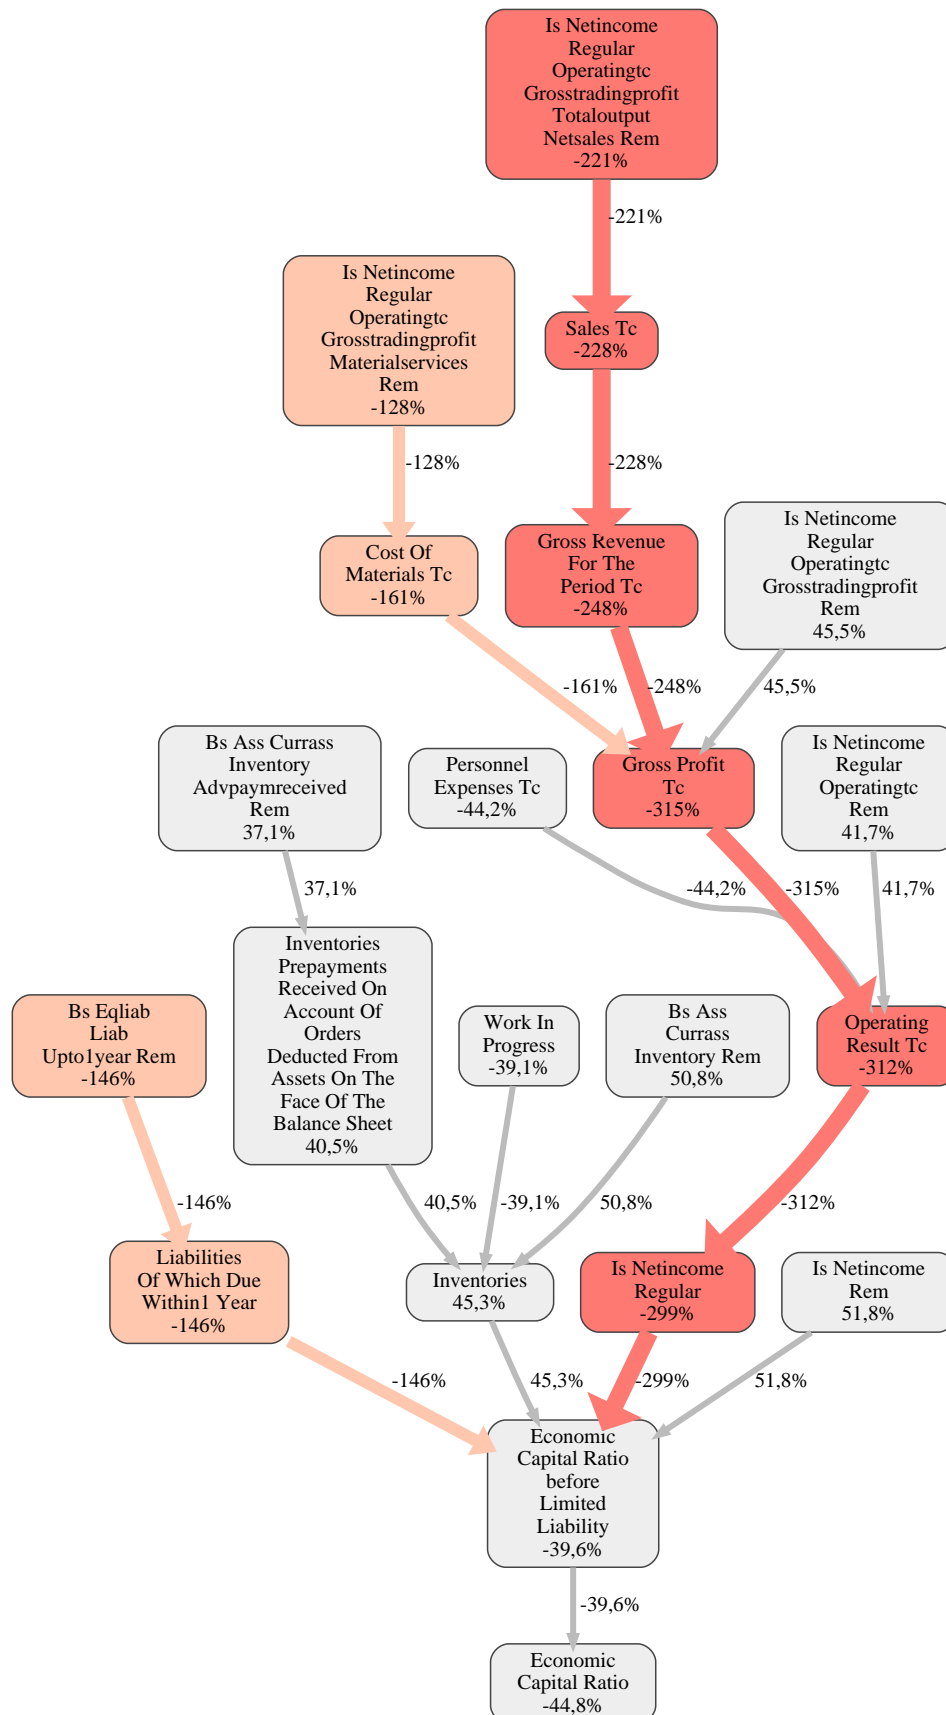 Is Netincome
Regular
Operatingtc
Grosstradingprofit
Totaloutput
Netsales Rem
-221%
-221%
Is Netincome
Regular
Operatingtc
Grosstradingprofit
Materialservices
Rem
-128%
Sales Tc
-228%
-128%
-228%
Cost Of
Materials Tc
-161%
Gross Revenue
For The
Period Tc
-248%
Is Netincome
Regular
Operatingtc
Grosstradingprofit
Rem
45,5%
-161%
-248%
45,5%
Bs Ass Currass
Inventory
Advpaymreceived
Rem
37,1%
Personnel
Expenses Tc
-44,2%
Gross Profit
Tc
-315%
Is Netincome
Regular
Operatingtc
Rem
41,7%
37,1%
-44,2%
-315%
41,7%
Bs Eqliab
Liab
Upto1year Rem
-146%
Inventories
Prepayments
Received On
Account Of
Orders
Deducted From
Assets On The
Face Of The
Balance Sheet
40,5%
Work In
Progress
-39,1%
Bs Ass
Currass
Inventory Rem
50,8%
Operating
Result Tc
-312%
-146%
40,5%
-39,1%
50,8%
-312%
Liabilities
Of Which Due
Within1 Year
-146%
Inventories
45,3%
Is Netincome
Regular
-299%
Is Netincome
Rem
51,8%
-146%
45,3%
-299%
51,8%
Economic
Capital Ratio
before
Limited
Liability
-39,6%
-39,6%
Economic
Capital Ratio
-44,8%